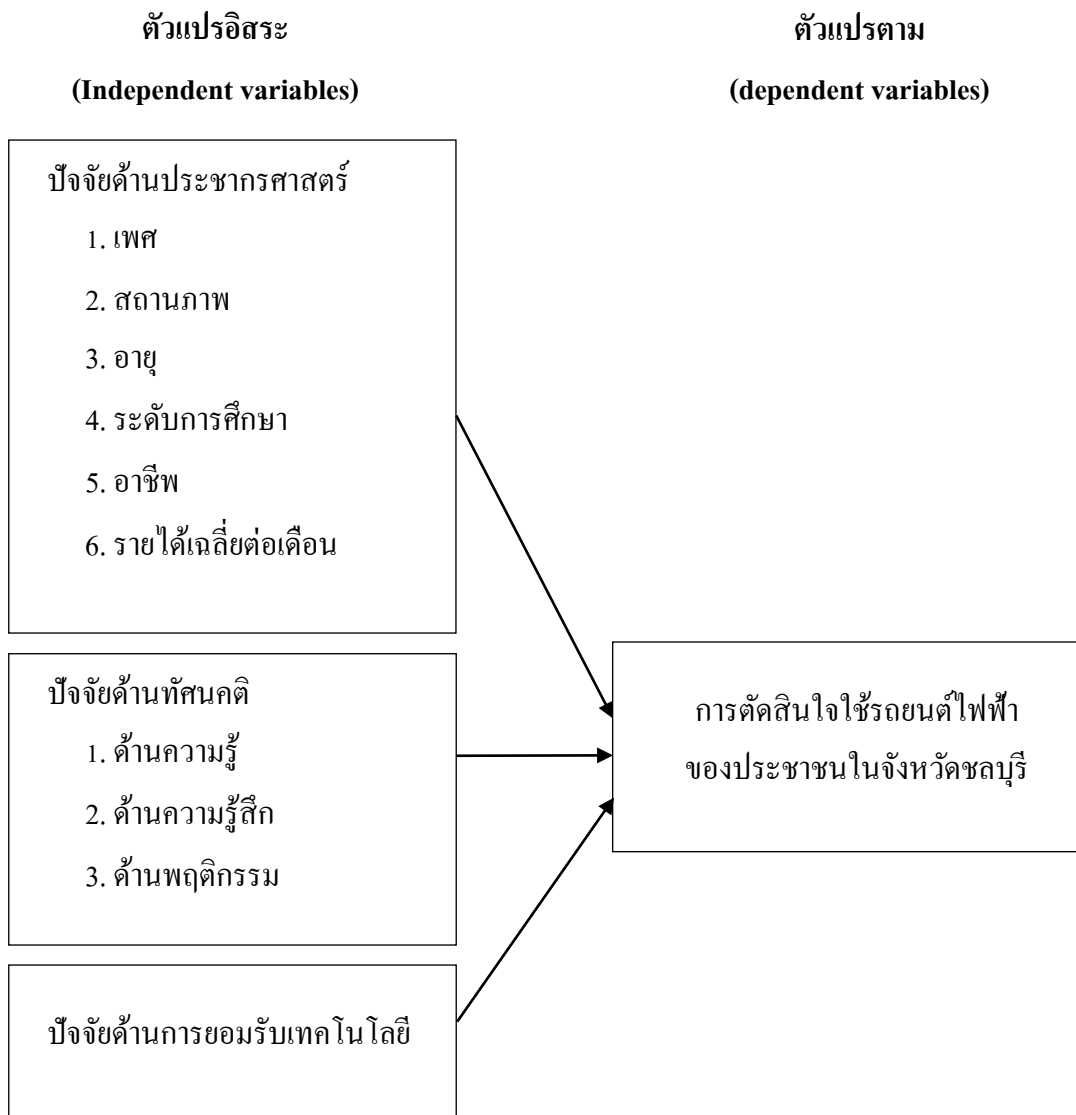 ตัวแปรอิสระ
(Independent variables)
ตัวแปรตาม
(dependent variables)
ปัจจัยด้านประชากรศาสตร์
1. เพศ
2. สถานภาพ
3. อายุ
4. ระดับการศึกษา
5. อาชีพ
6. รายได้เฉลี่ยต่อเดือน
ปัจจัยด้านทัศนคติ
1. ด้านความรู้
2. ด้านความรู้สึก
3. ด้านพฤติกรรม
ปัจจัยด้านการยอมรับเทคโนโลยี
การตัดสินใจใช้รถยนต์ไฟฟ้า
ของประชาชนในจังหวัดชลบุรี